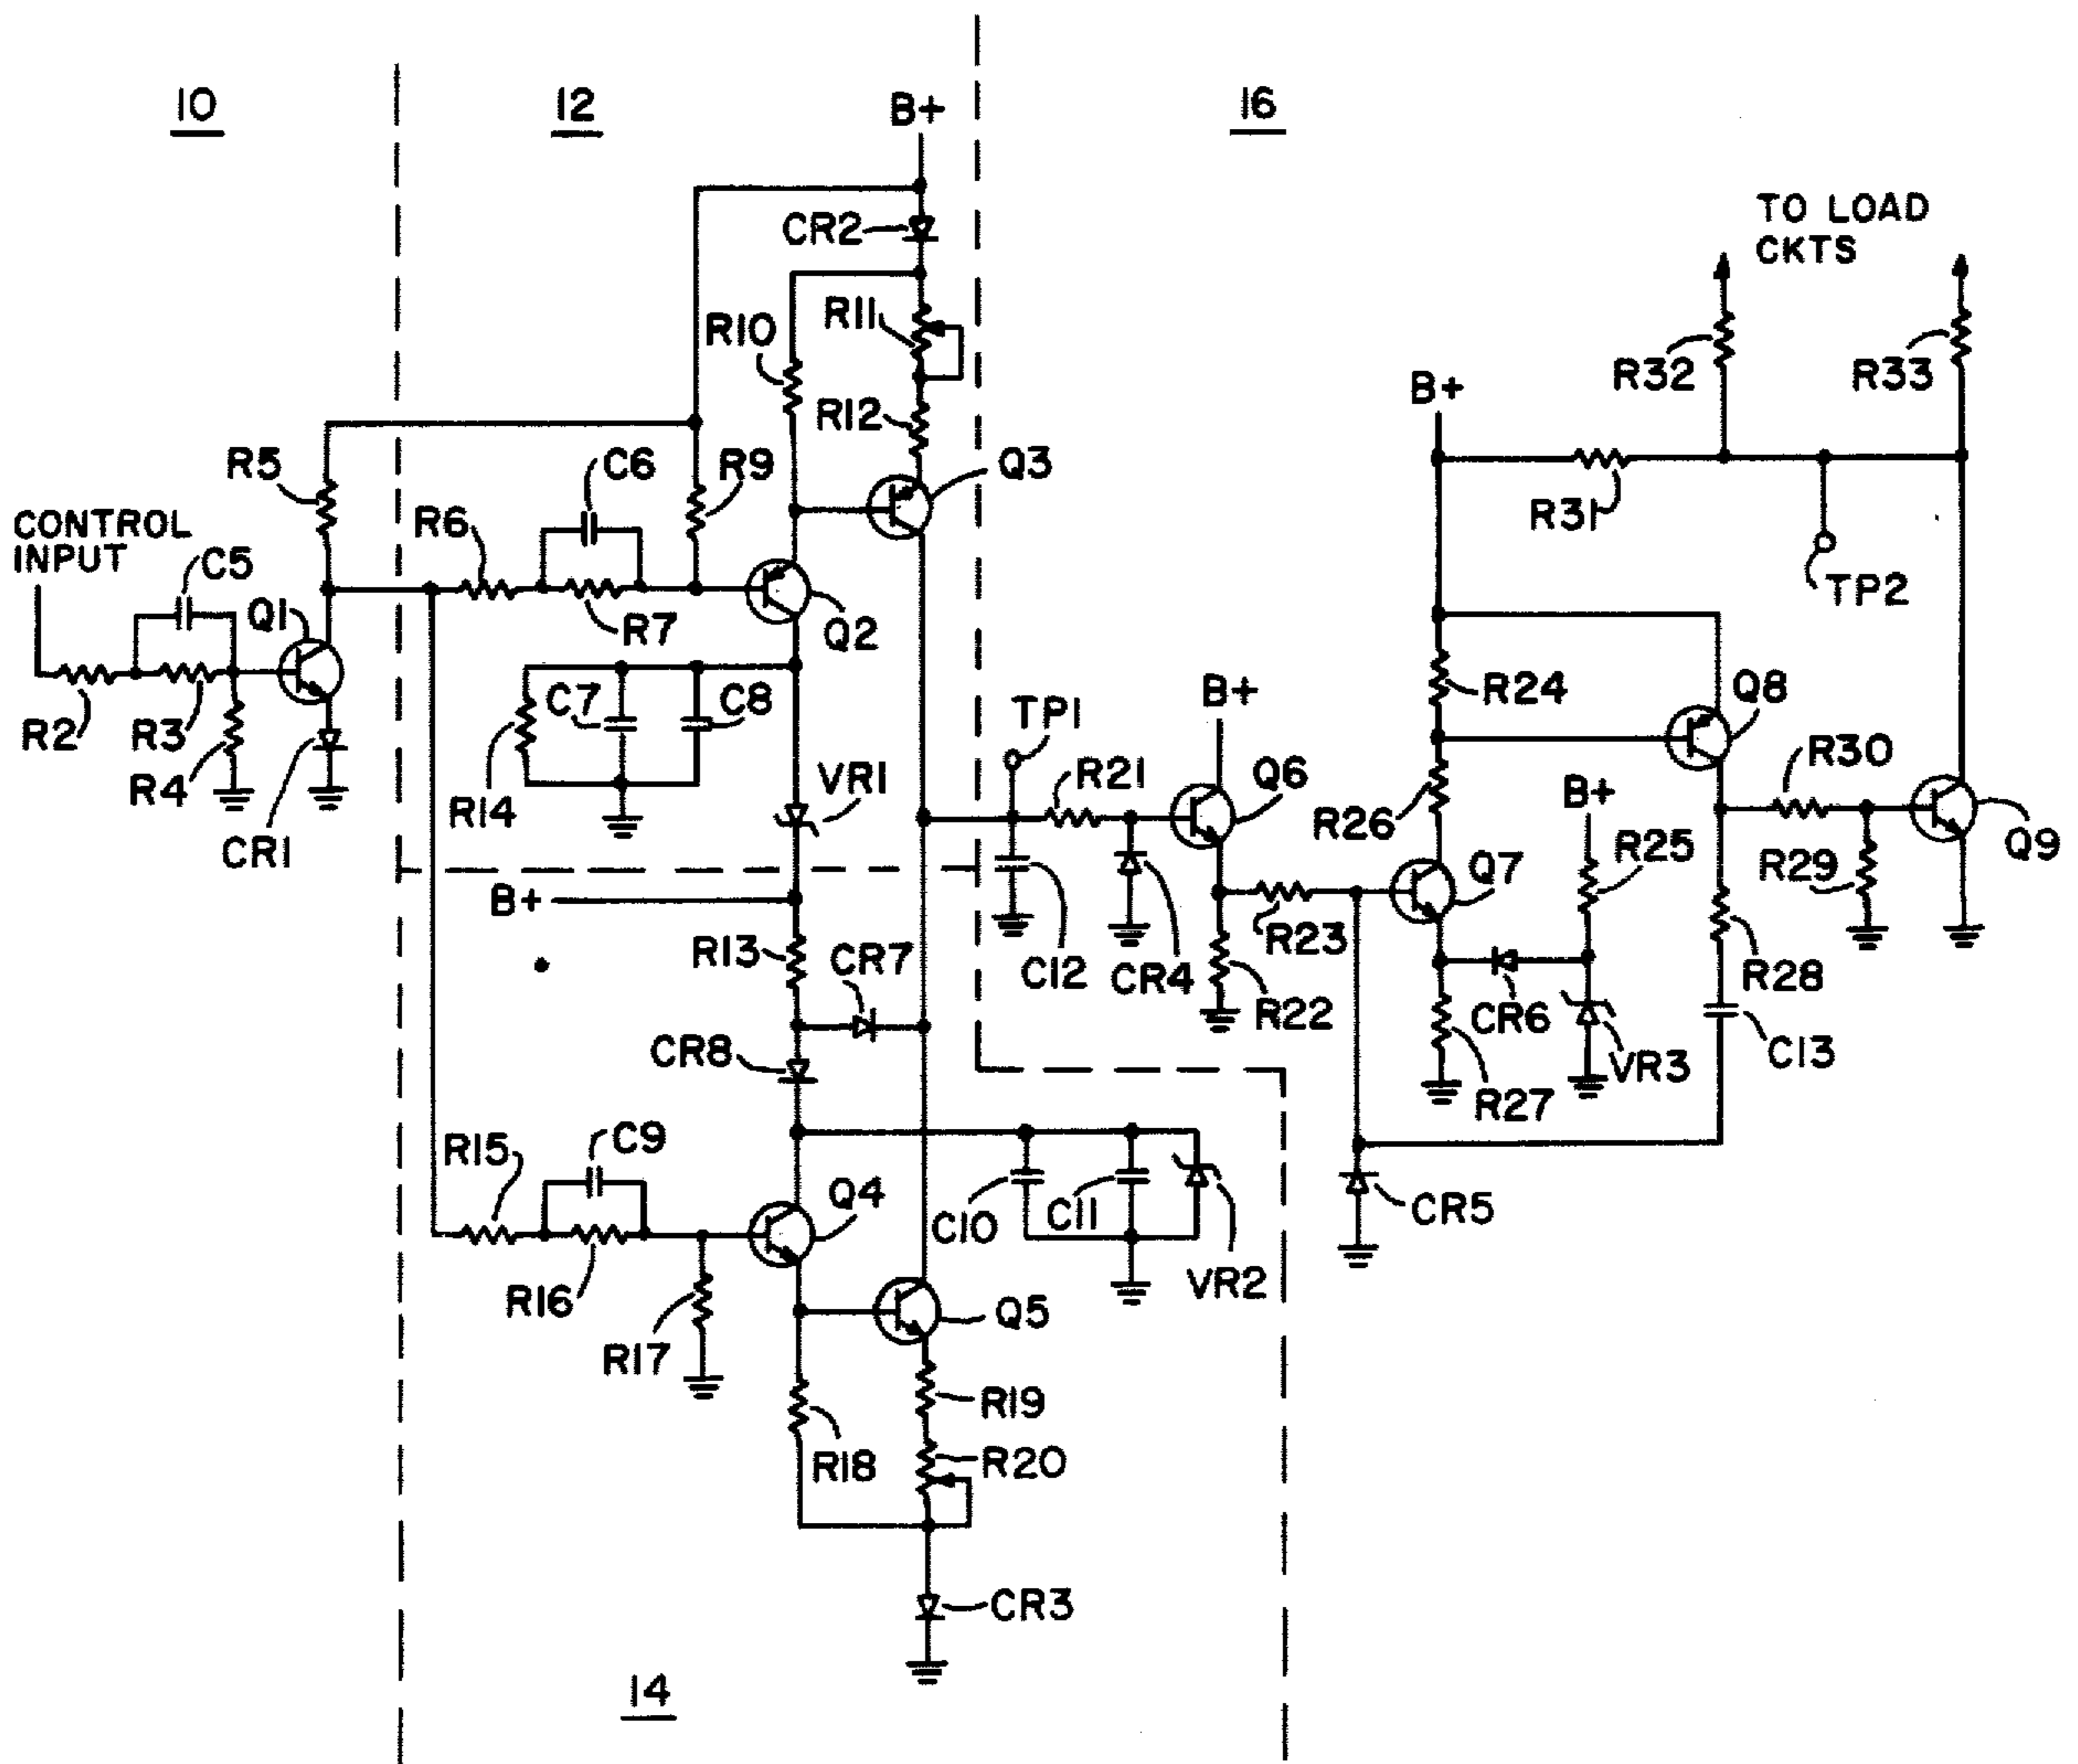 10
12
16
B+
CR2
TO LOAD
CKTS
R10
R11
R32
R33
B+
R12
R5
C6
R9
Q3
CONTROL
INPUT
R6
R31
C5
TP2
Q1
R7
Q2
R24
Q8
C7
C8
TP1
B+
R2
R3
R30
R4
R14
VR1
R21
Q6
B+
R26
CR1
R25
Q9
R29
Q7
B+
R13
CR7
R23
C12
CR4
R28
R22
CR6
CR8
VR3
C13
R27
R15
C9
Q4
C10
C11
CR5
R16
VR2
Q5
R17
R19
R18
R20
CR3
14